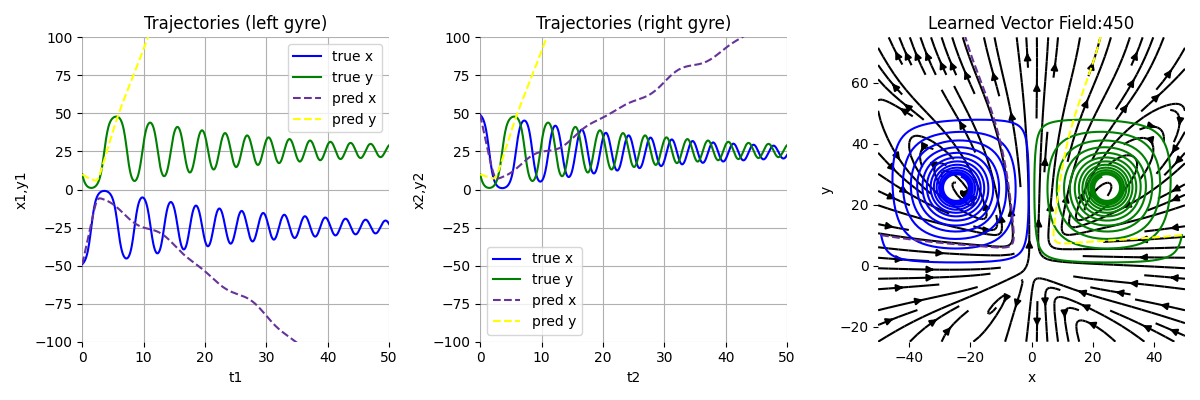 Trajectories (left gyre)
100
75
50
25
0
−25
−50
−75
−100
0 10 20 30 40 50
x1,y1
t1
true x
true y
pred x
pred y
Trajectories (right gyre)
100
75
50
25
0
−25
−50
−75
−100
0 10 20 30 40 50
x2,y2
t2
true x
true y
pred x
pred y
Learned Vector Field:450
60
40
20
0
−20
−40 −20 0 20 40
y
x